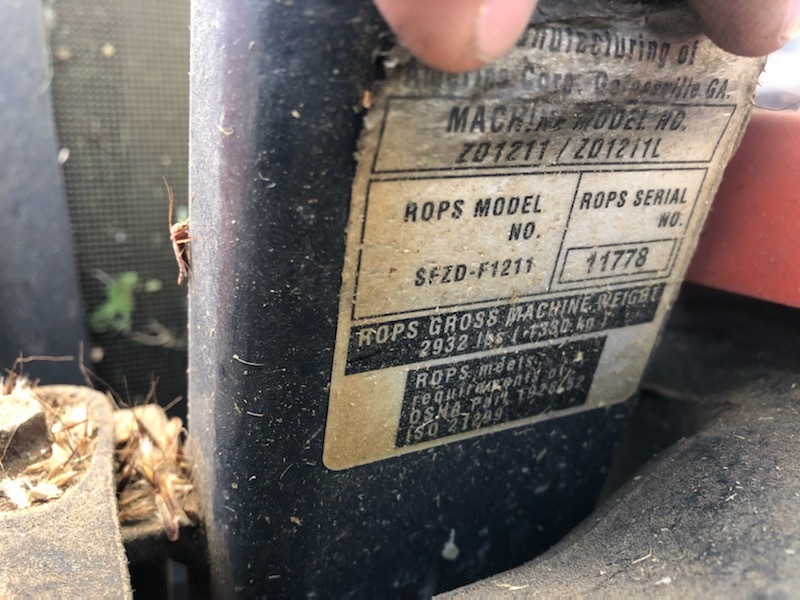 Manufacturing of
America Corp. Gainesville GA.
MACHINE MODEL NO.
ZD1211 / ZD1211L
ROPS MODEL NO.
SFZD-F1211
ROPS SERIAL NO.
11778
ROPS GROSS MACHINE WEIGHT
2932 lbs ( 1330 kg )
ROPS meets
requirements of
OSHA Part 1928/52
ISO 21299